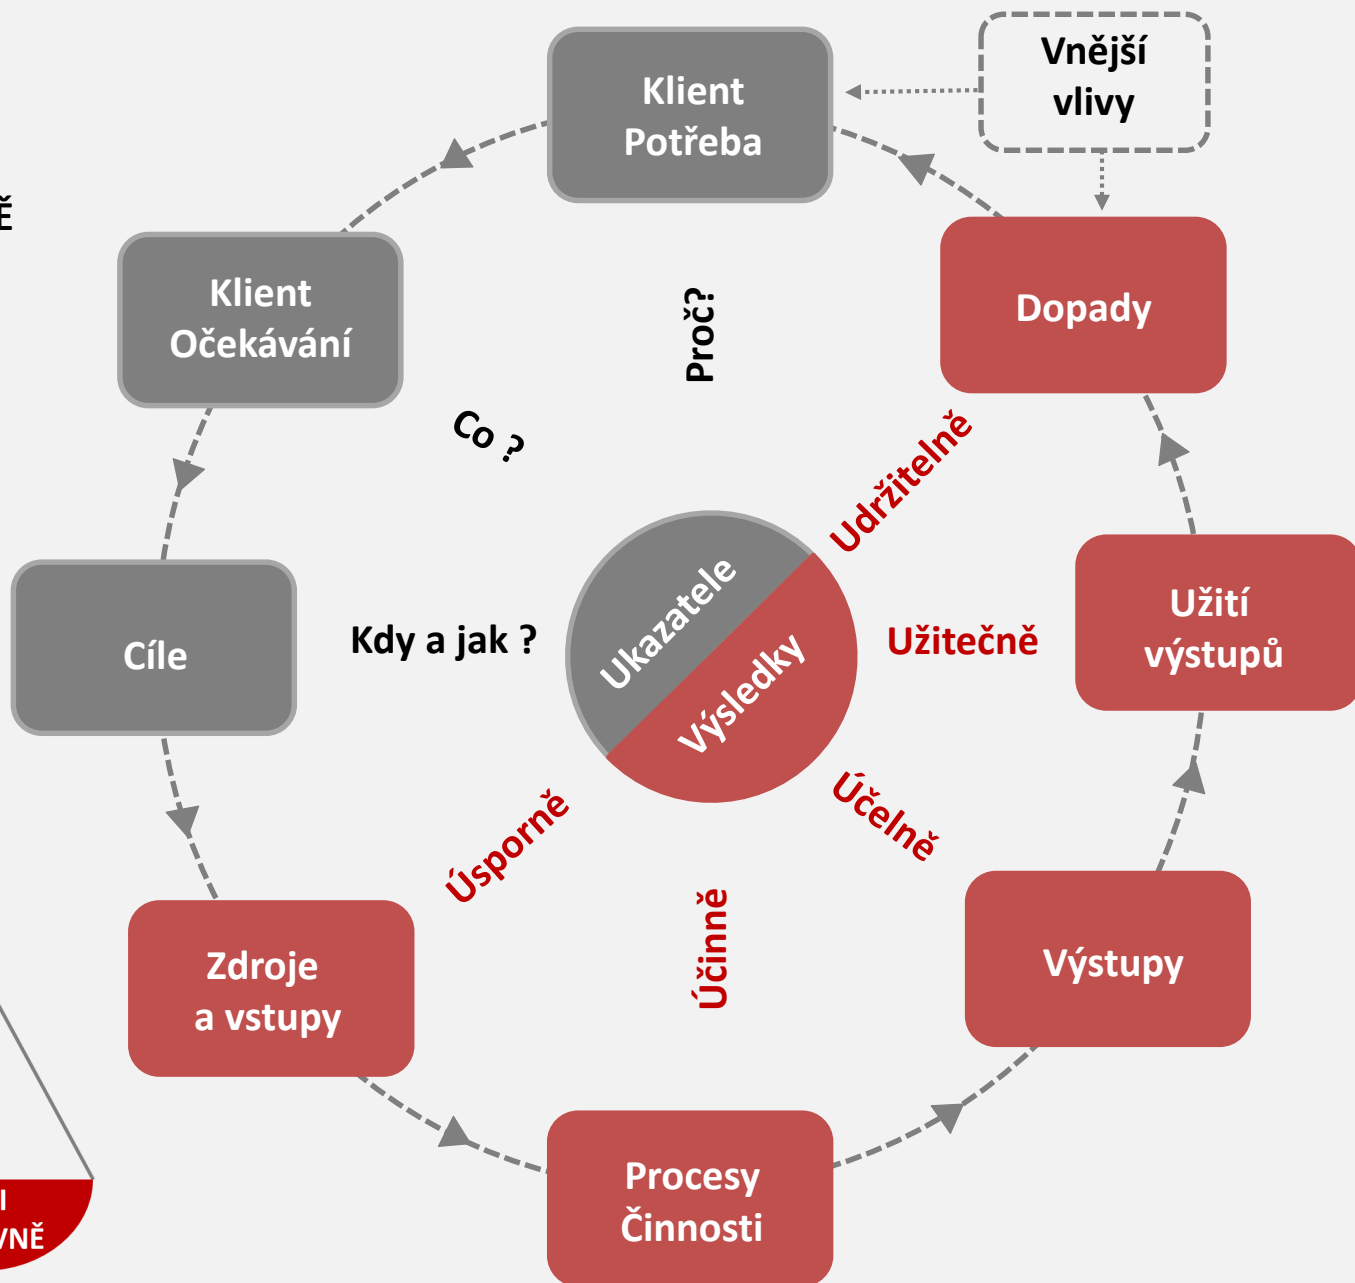 Klient
Potřeba
Vnější
vlivy
Klient
Očekávání
Dopady
Proč?
Co ?
Udržitelně
Cíle
Kdy a jak ?
Ukazatele
Výsledky
Užitečně
Užití
výstupů
Úsporně
Účelně
Účinně
Zdroje
a vstupy
Výstupy
Procesy
Činnosti